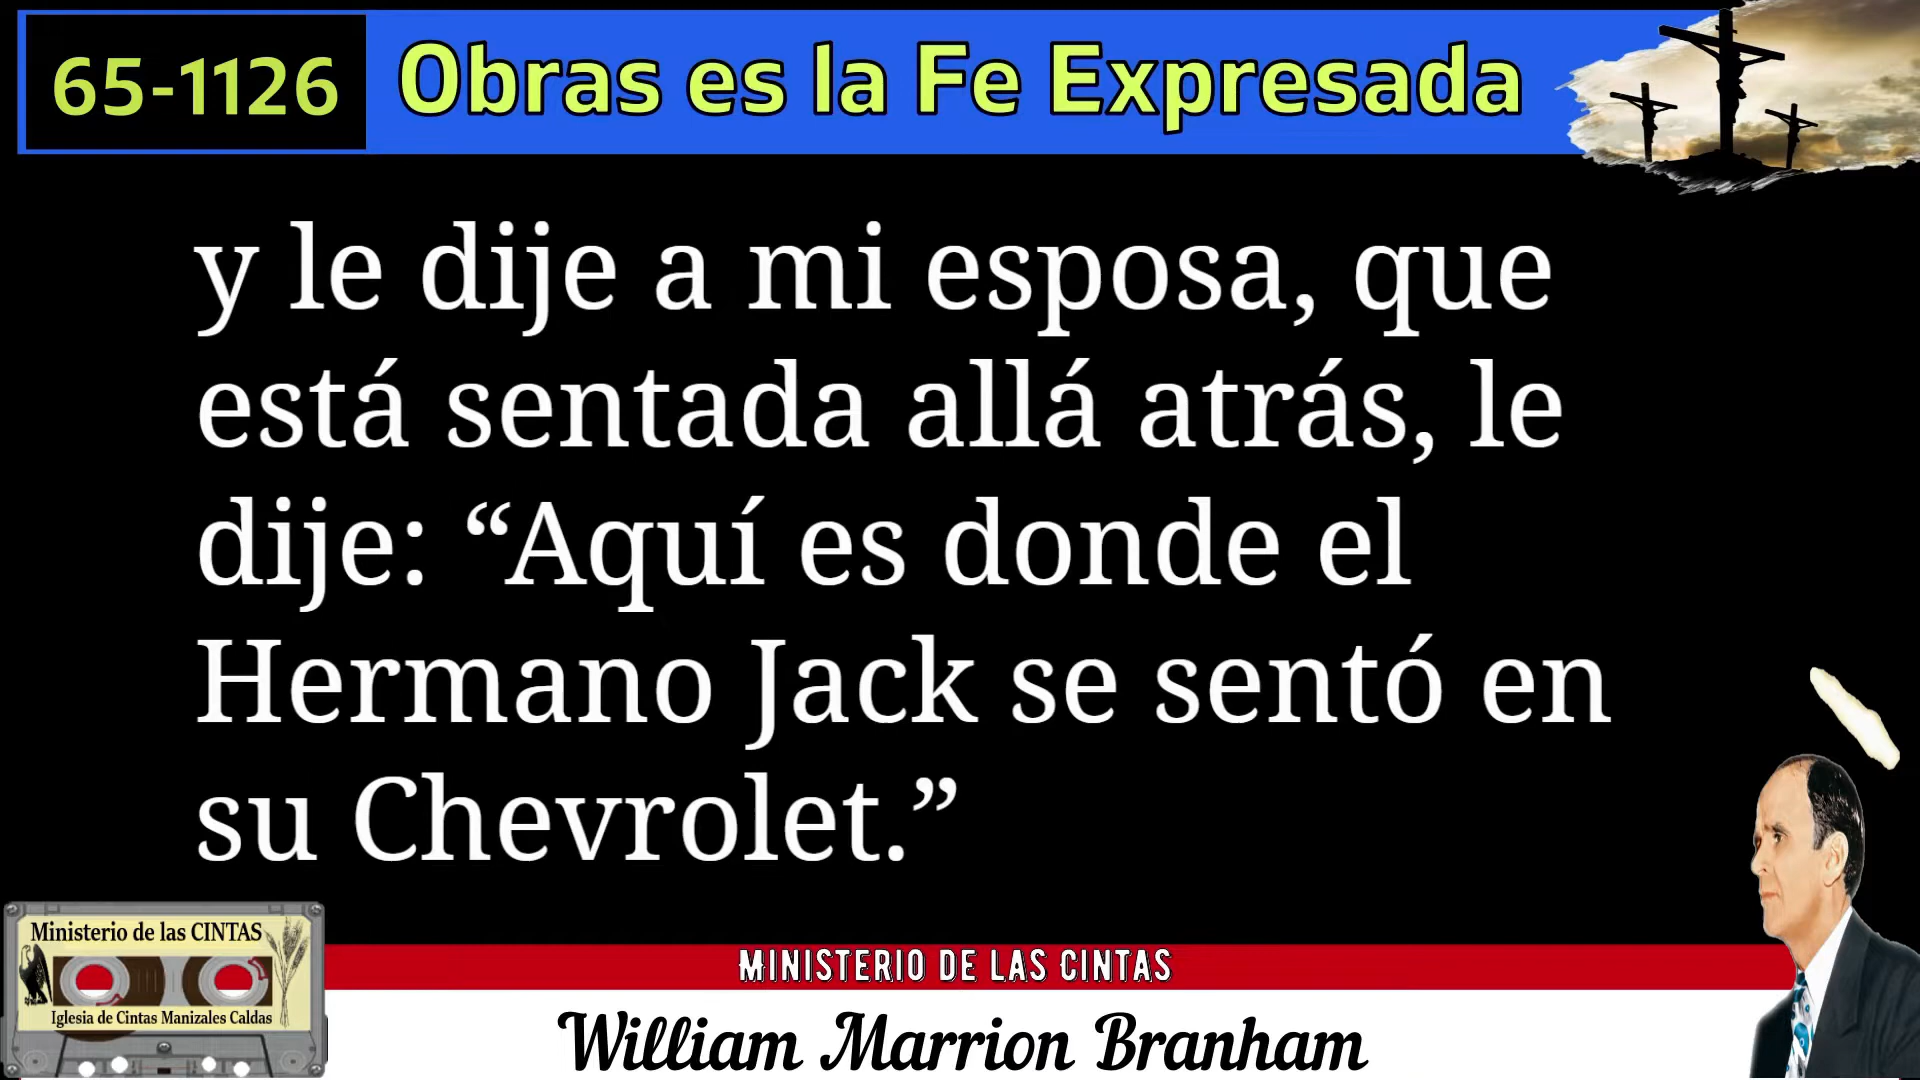 65-1126
Obras es la Fe Expresada
y le dije a mi esposa, que
está sentada allá atrás, le
dije: “Aquí es donde el
Hermano Jack se sentó en
su Chevrolet.”
Ministerio de las CINTAS
Iglesia de Cintas Manizales Caldas
MINISTERIO DE LAS CINTAS
William Marrion Branham